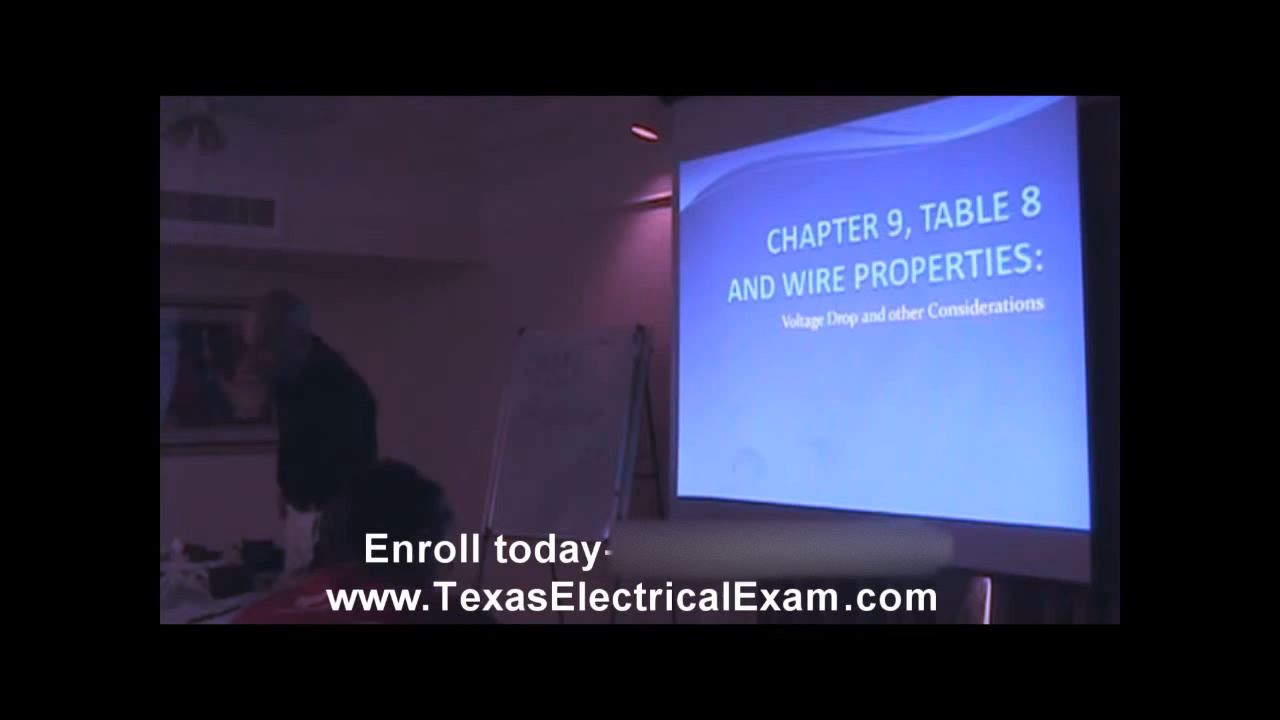 CHAPTER 9, TABLE 8
AND WIRE PROPERTIES:
Voltage Drop and other Considerations
Enroll today-
www.TexasElectricalExam.com